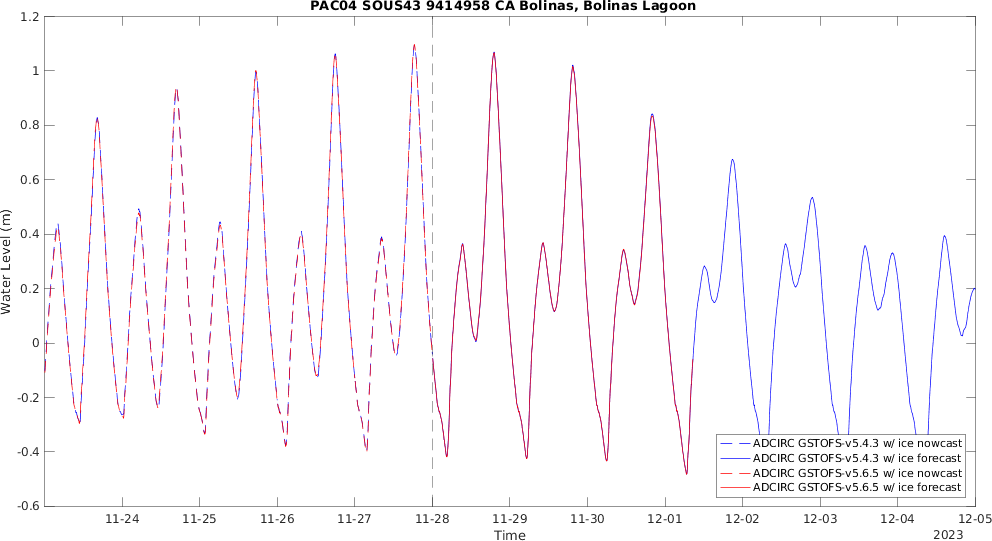 PAC04 SOUS43 9414958 CA Bolinas, Bolinas Lagoon
1.2
1
0.8
0.6
0.4
0.2
0
-0.2
-0.4
-0.6
Water Level (m)
11-24 11-25 11-26 11-27 11-28 11-29 11-30 12-01 12-02 12-03 12-04 12-05
Time
2023
ADCIRC GSTOFS-v5.4.3 w/ ice nowcast
ADCIRC GSTOFS-v5.4.3 w/ ice forecast
ADCIRC GSTOFS-v5.6.5 w/ ice nowcast
ADCIRC GSTOFS-v5.6.5 w/ ice forecast